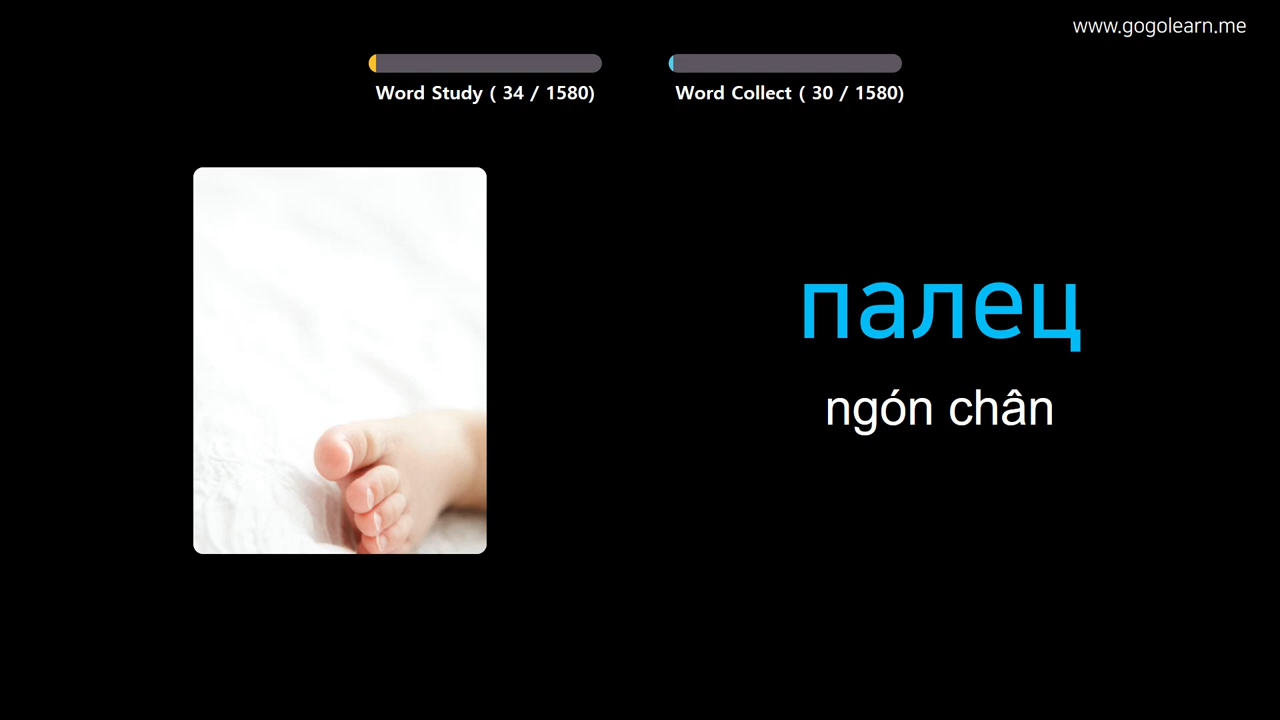 www.gogolearn.me
Word Study ( 34 / 1580)
Word Collect ( 30 / 1580)
палец
ngón chân